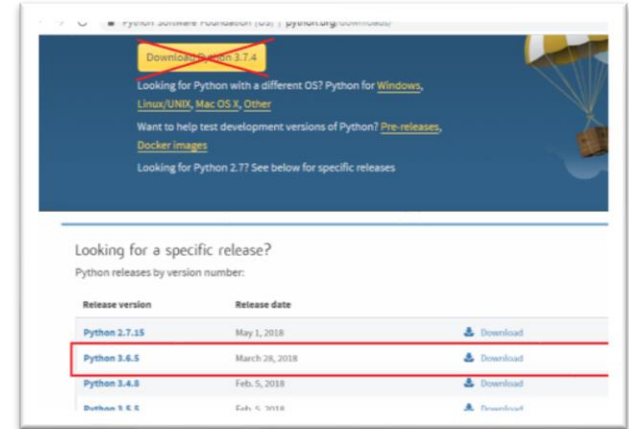 Python Software Foundation [US] | python.org/downloads/
Download Python 3.7.4
Looking for Python with a different OS? Python for Windows,
Linux/UNIX, Mac OS X, Other
Want to help test development versions of Python? Pre-releases,
Docker images
Looking for Python 2.7? See below for specific releases
Looking for a specific release?
Python releases by version number:
Release version Release date
Python 2.7.15 May 1, 2018 Download
Python 3.6.5 March 28, 2018 Download
Python 3.4.8 Feb. 5, 2018 Download
Python 3.5.5 Feb. 5, 2018 Download